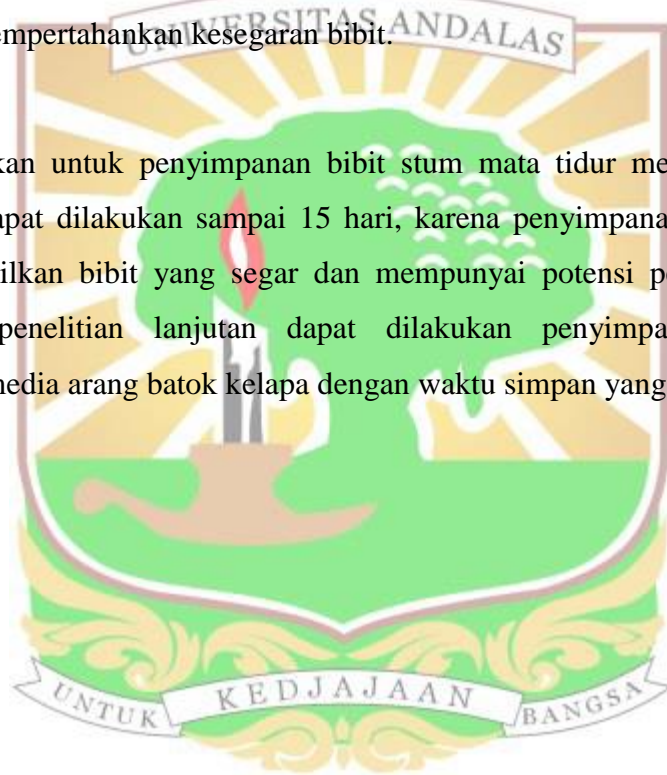 UNIVERSITAS ANDALAS
empertahankan kesegaran bibit.
kan untuk penyimpanan bibit stum mata tidur me
apat dilakukan sampai 15 hari, karena penyimpana
ilkan bibit yang segar dan mempunyai potensi p
penelitian lanjutan dapat dilakukan penyimpa
media arang batok kelapa dengan waktu simpan yang
UNTUK KEDJAJAAN BANGSA